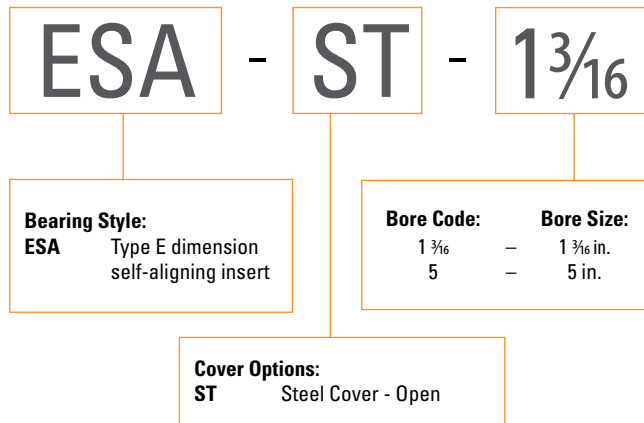 ESA - ST - 1 3⁄16
Bearing Style:
ESA Type E dimension
self-aligning insert
Bore Code: Bore Size:
1 3⁄16 – 1 3⁄16 in.
5 – 5 in.
Cover Options:
ST Steel Cover - Open